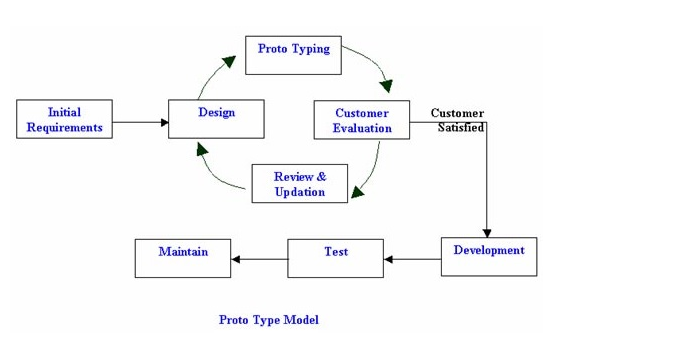 Proto Typing
Initial
Requirements
Design
Customer
Evaluation
Customer
Satisfied
Review &
Updation
Maintain
Test
Development
Proto Type Model